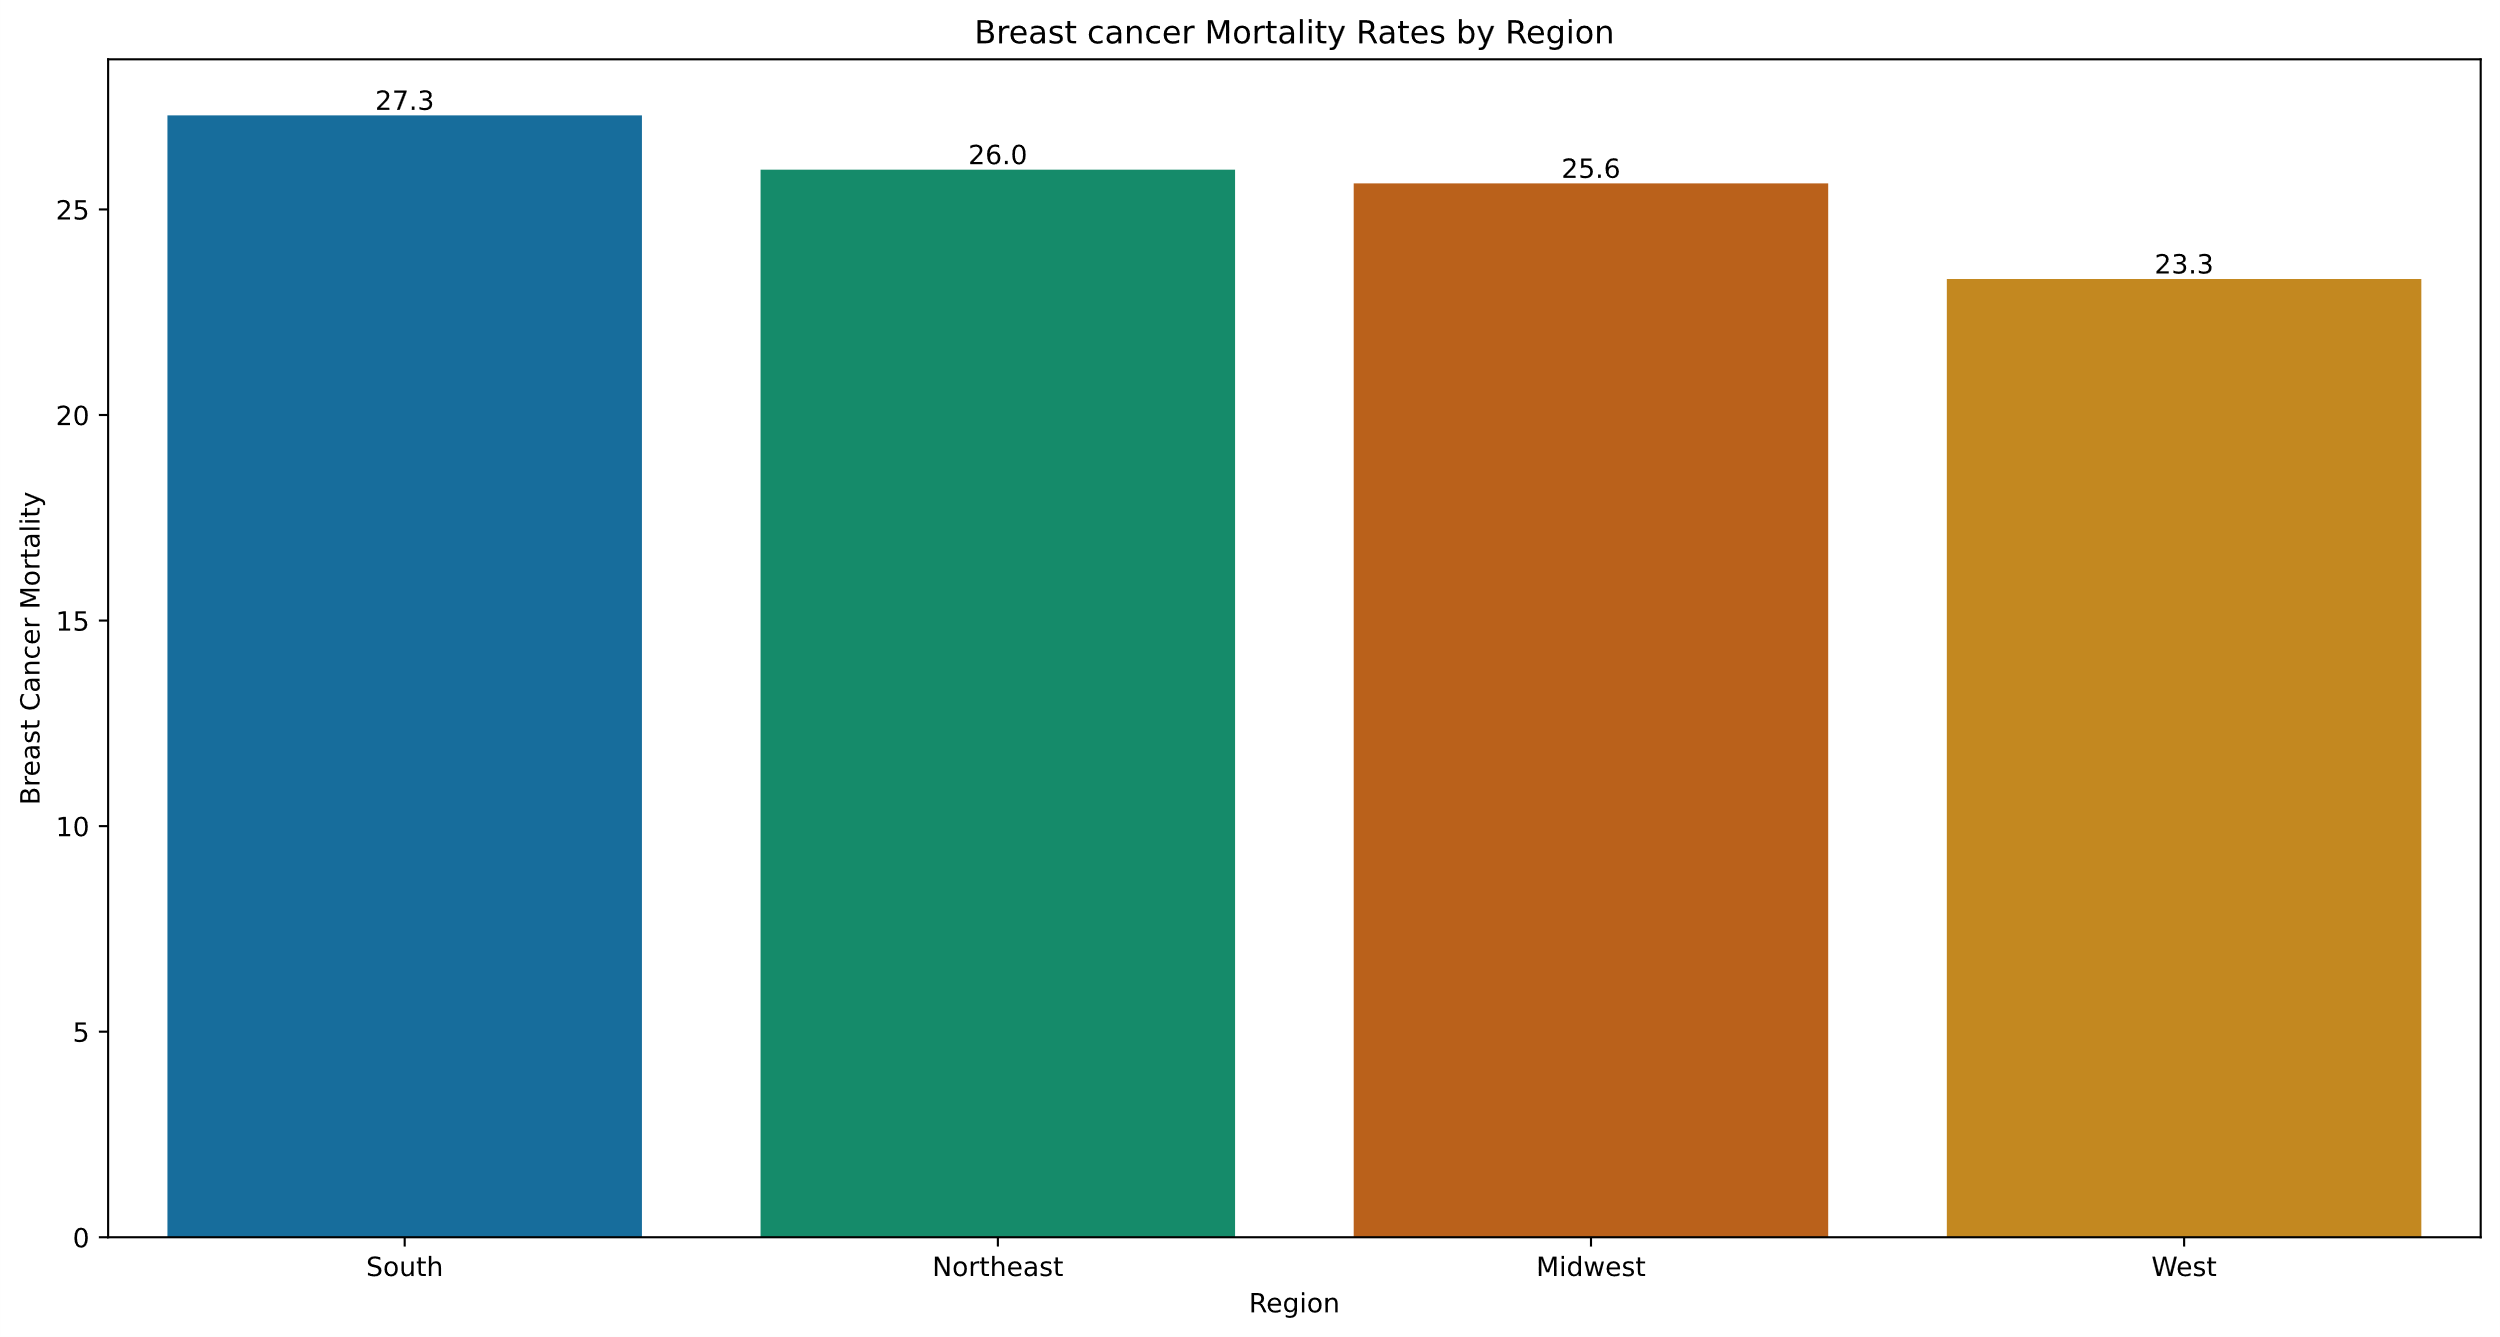 Breast cancer Mortality Rates by Region
27.3
26.0
25.6
23.3
25
20
15
10
5
0
Breast Cancer Mortality
South
Northeast
Midwest
West
Region